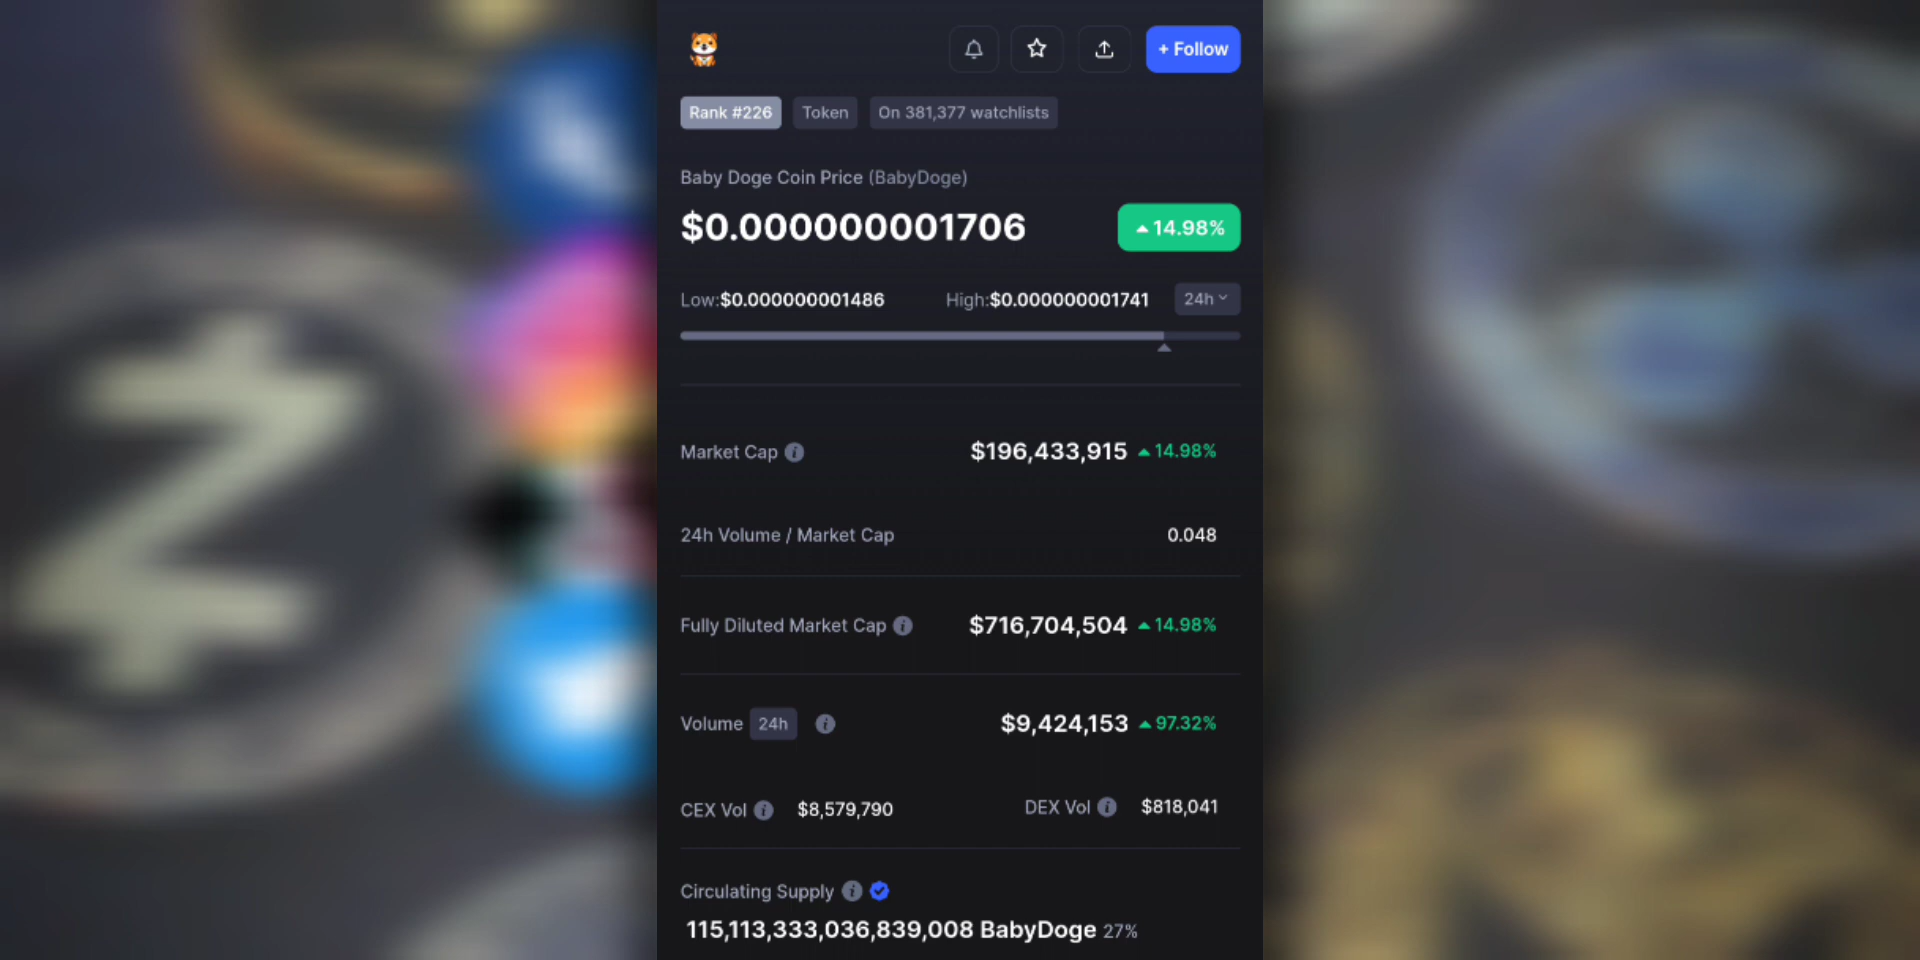 + Follow
Rank #226 Token On 381,377 watchlists
Baby Doge Coin Price (BabyDoge)
$0.000000001706 14.98%
Low:$0.000000001486 High:$0.000000001741 24h
Market Cap $196,433,915 14.98%
24h Volume / Market Cap 0.048
Fully Diluted Market Cap $716,704,504 14.98%
Volume 24h $9,424,153 97.32%
CEX Vol $8,579,790 DEX Vol $818,041
Circulating Supply
115,113,333,036,839,008 BabyDoge 27%